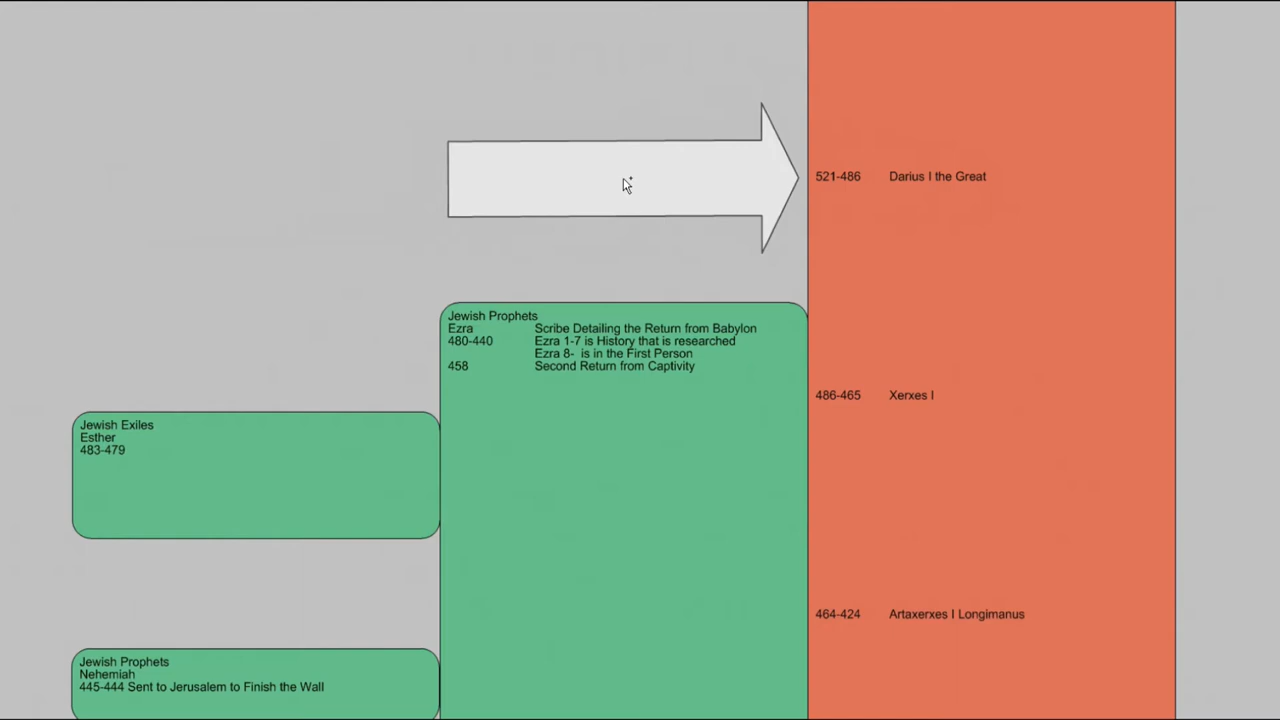 521-486 Darius I the Great
Jewish Prophets
Ezra Scribe Detailing the Return from Babylon
480-440 Ezra 1-7 is History that is researched
Ezra 8- is in the First Person
458 Second Return from Captivity
486-465 Xerxes I
Jewish Exiles
Esther
483-479
464-424 Artaxerxes I Longimanus
Jewish Prophets
Nehemiah
445-444 Sent to Jerusalem to Finish the Wall